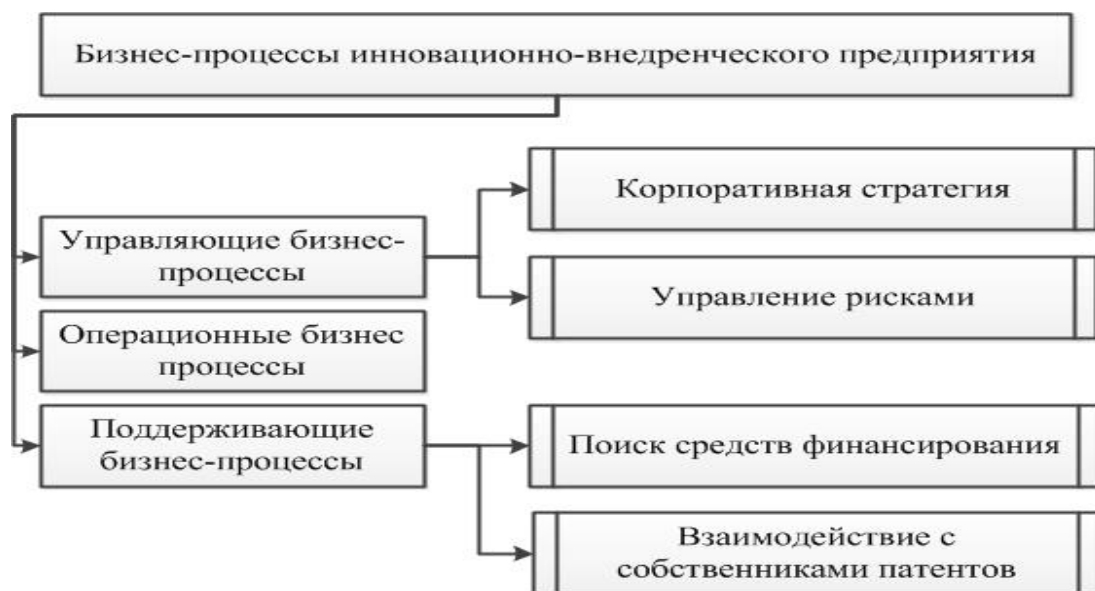 Бизнес-процессы инновационно-внедренческого предприятия
Корпоративная стратегия
Управляющие бизнес-
процессы
Управление рисками
Операционные бизнес
процессы
Поддерживающие
бизнес-процессы
Поиск средств финансирования
Взаимодействие с
собственниками патентов